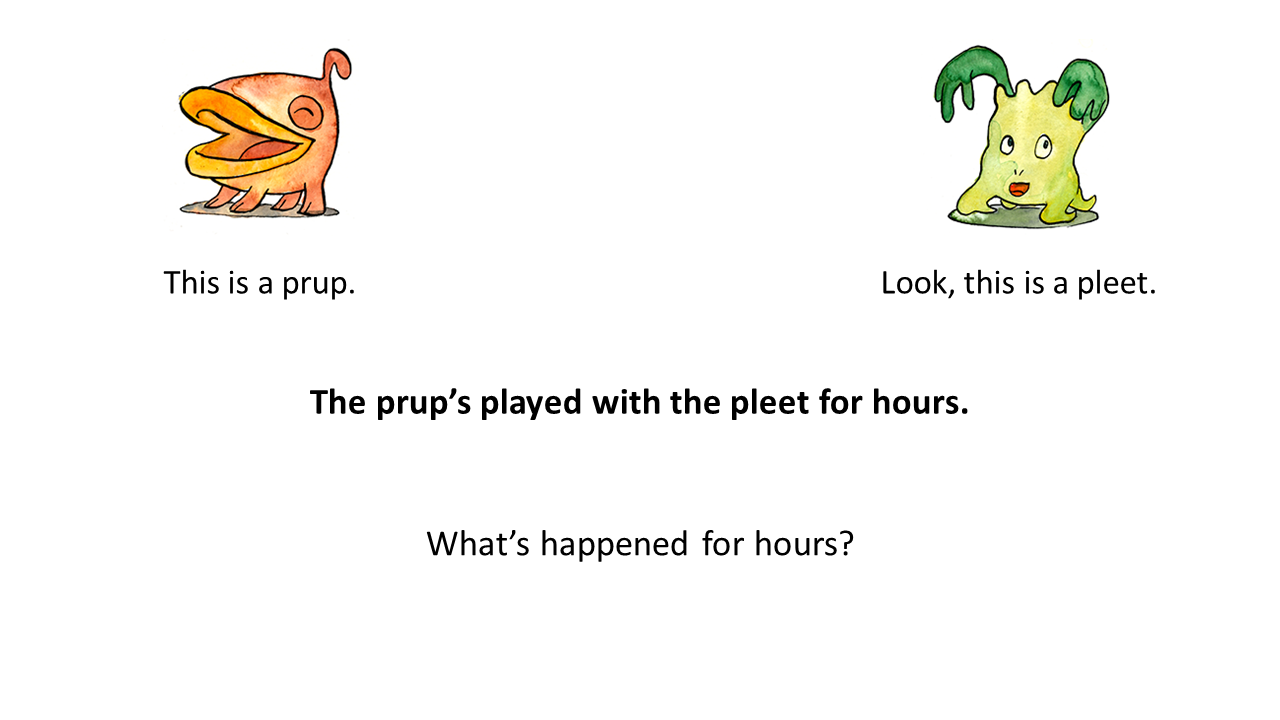 This is a prup.
Look, this is a pleet.
The prup’s played with the pleet for hours.
What’s happened for hours?